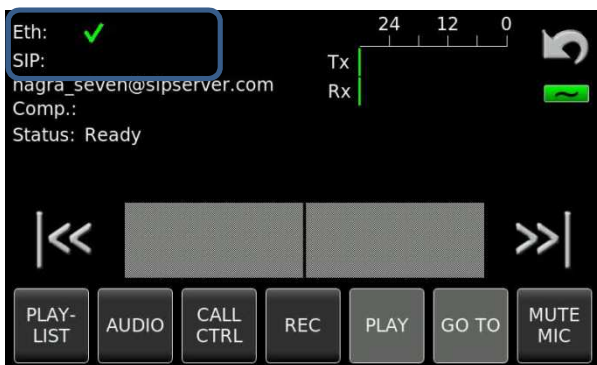 Eth:
SIP:
nagra_seven@sipserver.com
Comp.:
Status: Ready
24 12 0
Tx
Rx
|<<
>>|
PLAY-
LIST
AUDIO
CALL
CTRL
REC
PLAY
GO TO
MUTE
MIC